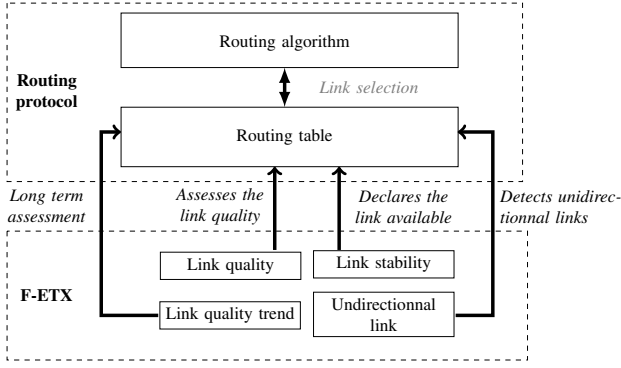 Routing algorithm
Routing
protocol
Link selection
Routing table
Long term
assessment
Assesses the
link quality
Declares the
link available
Detects unidirec-
tionnal links
F-ETX
Link quality
Link stability
Link quality trend
Undirectionnal
link